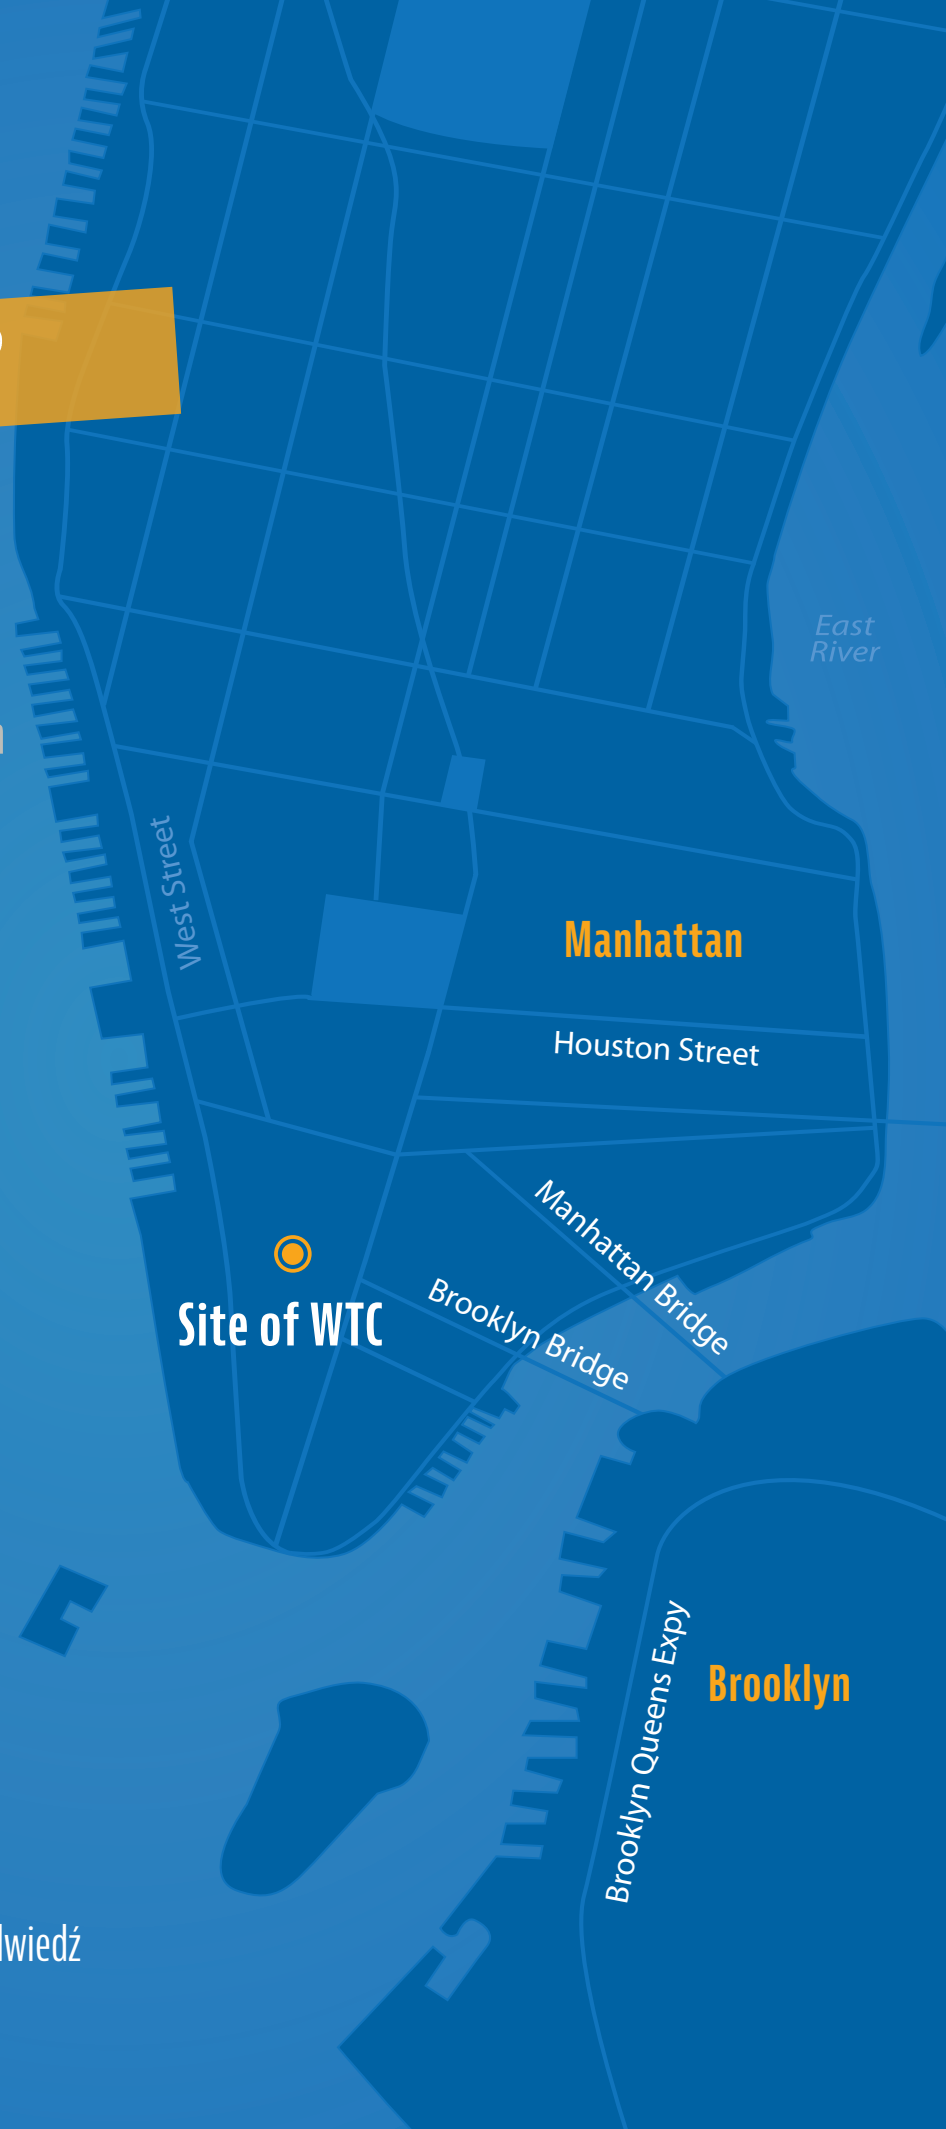 East
River
West Street
Manhattan
Houston Street
Manhattan Bridge
Brooklyn Bridge
Site of WTC
Brooklyn Queens Expy
Brooklyn